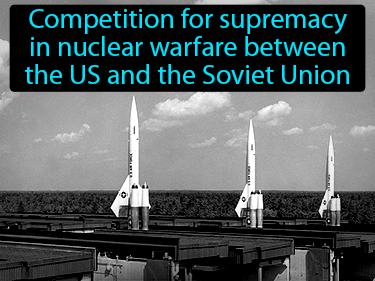 Competition for supremacy
in nuclear warfare between
the US and the Soviet Union